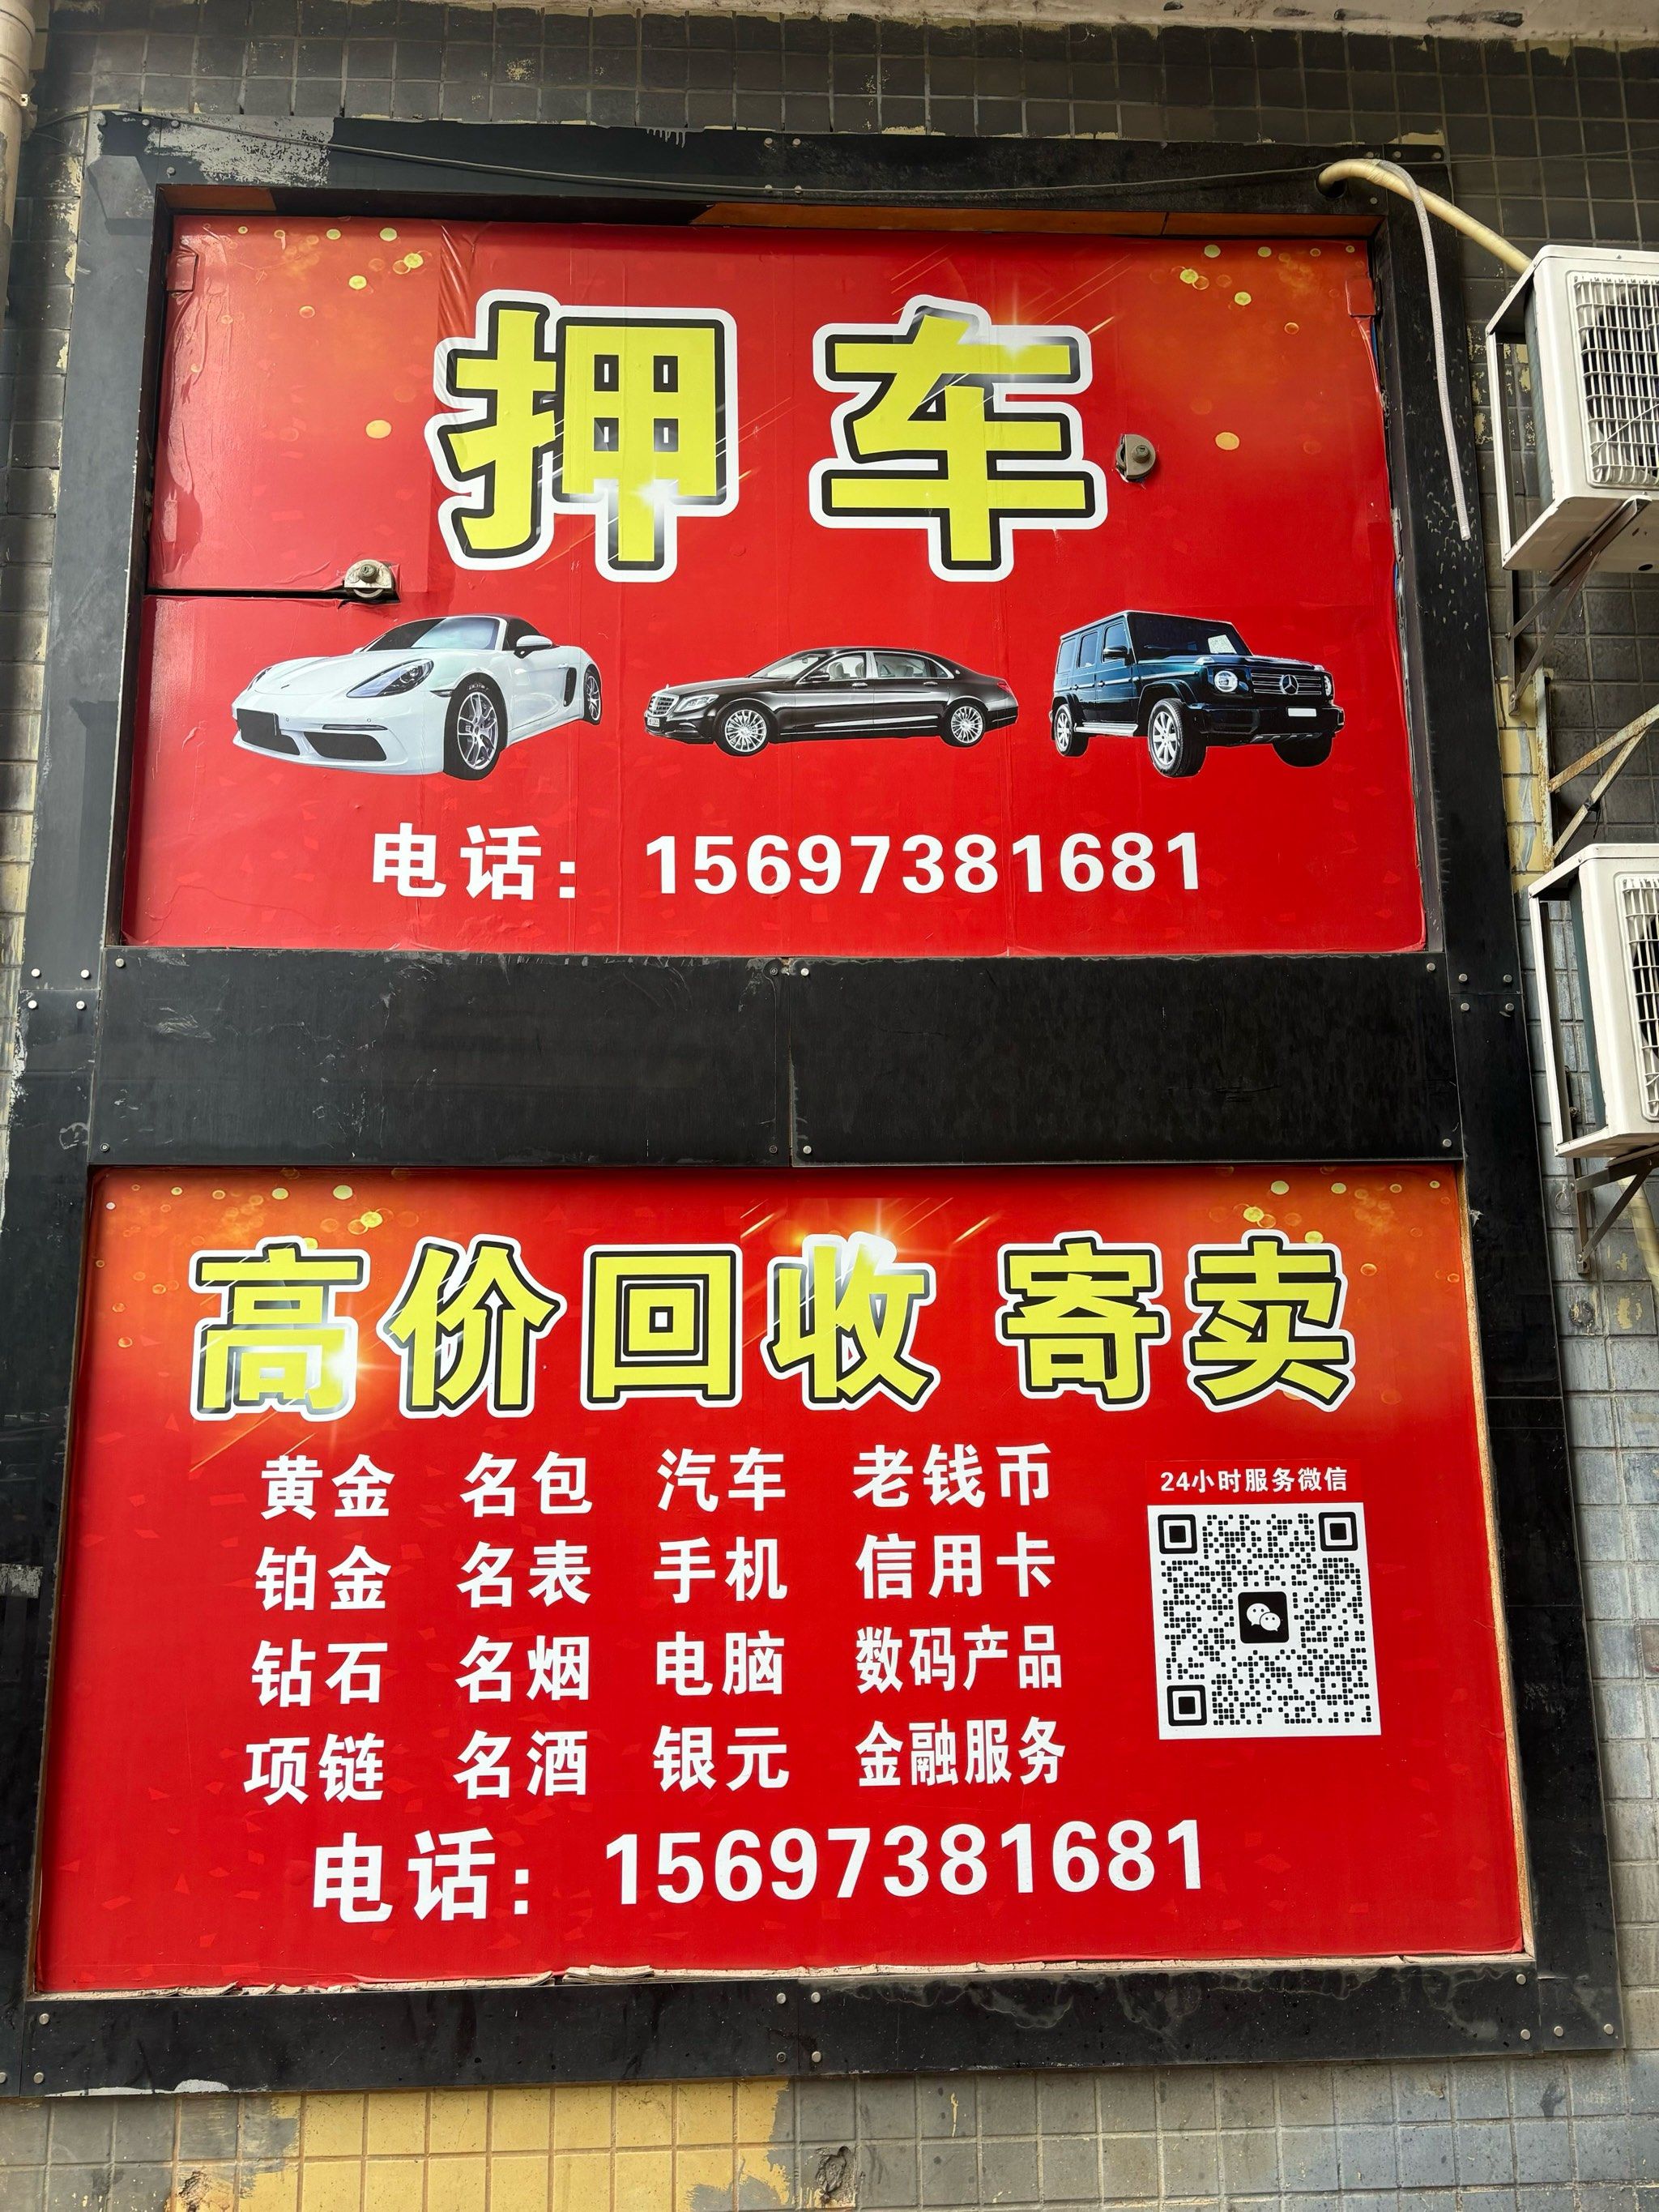 押车
电话：15697381681
高价回收 寄卖
黄金 名包 汽车 老钱币
铂金 名表 手机 信用卡
钻石 名烟 电脑 数码产品
项链 名酒 银元 金融服务
24小时服务微信
电话：15697381681